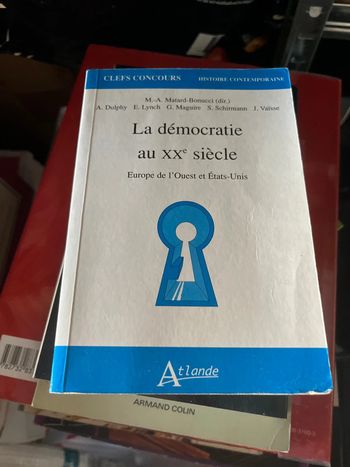 CLEFS CONCOURS HISTOIRE CONTEMPORAINE
M.-A. Matard-Bonucci (dir.)
A. Dulphy E. Lynch G. Maguire S. Schirmann J. Vaïsse
La démocratie
au XXe siècle
Europe de l'Ouest et États-Unis
Atlande
ARMAND COLIN